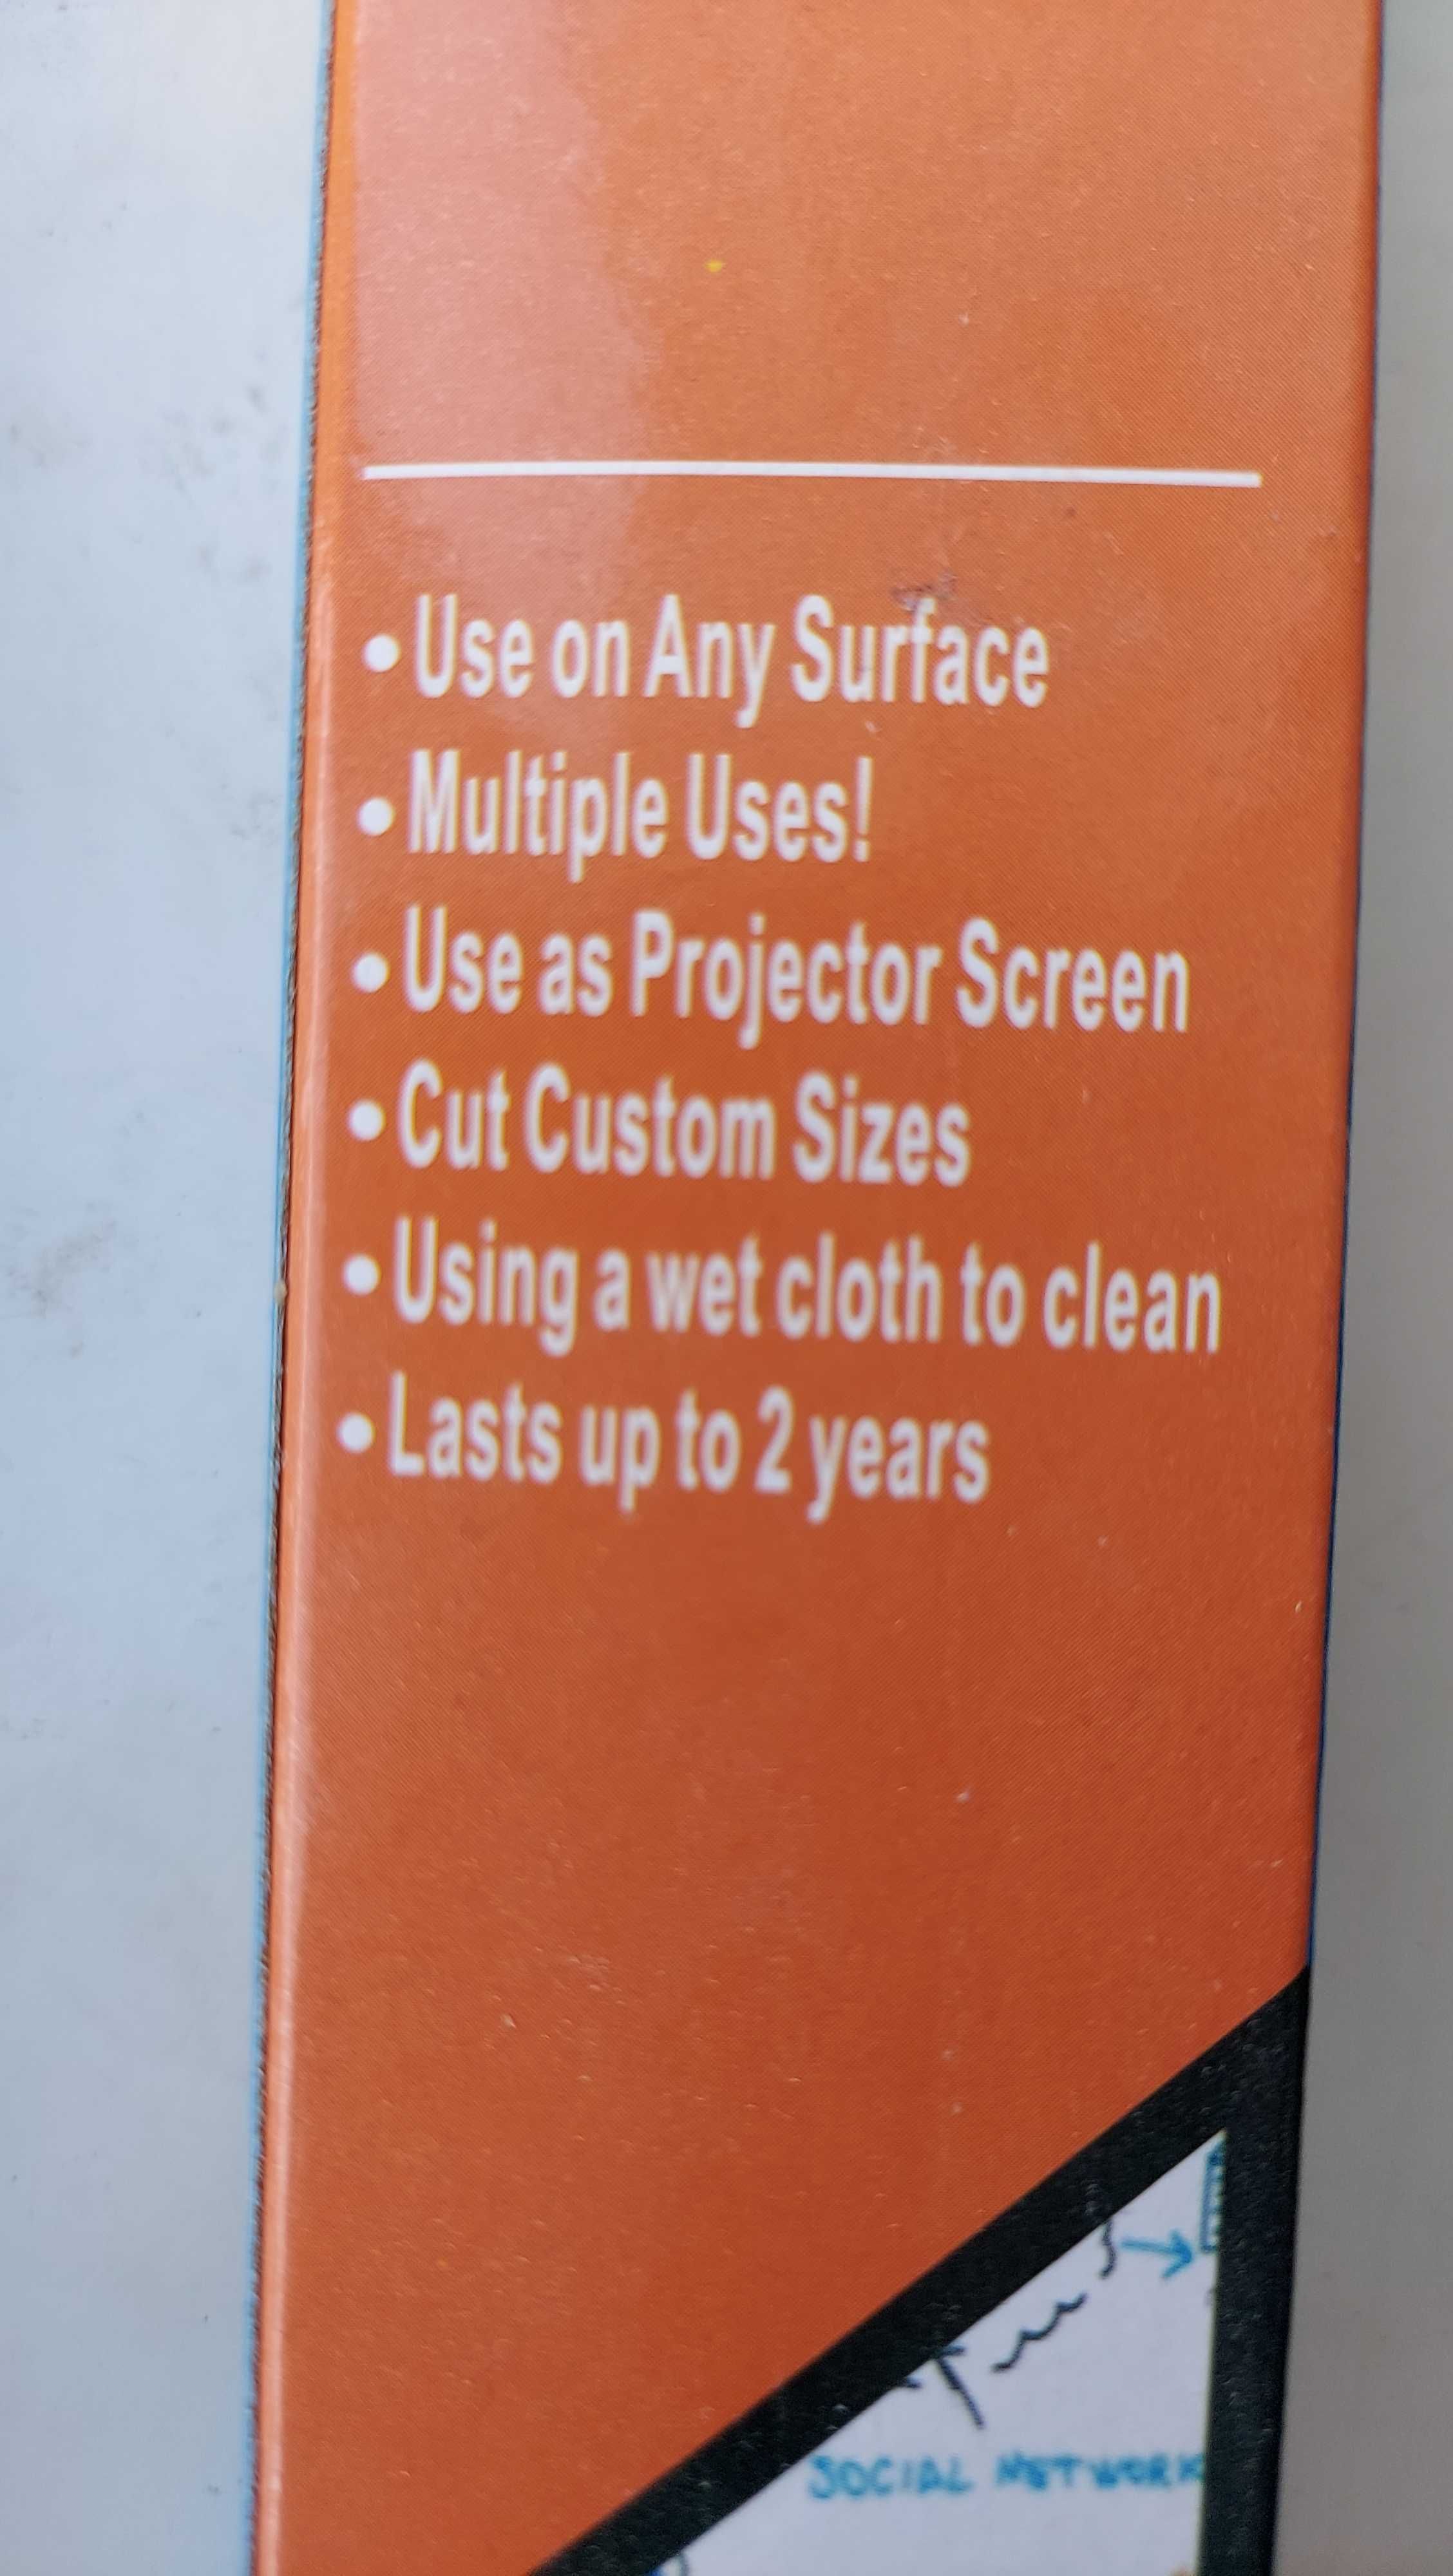 • Use on Any Surface
• Multiple Uses!
• Use as Projector Screen
• Cut Custom Sizes
• Using a wet cloth to clean
• Lasts up to 2 years
SOCIAL NETWORK